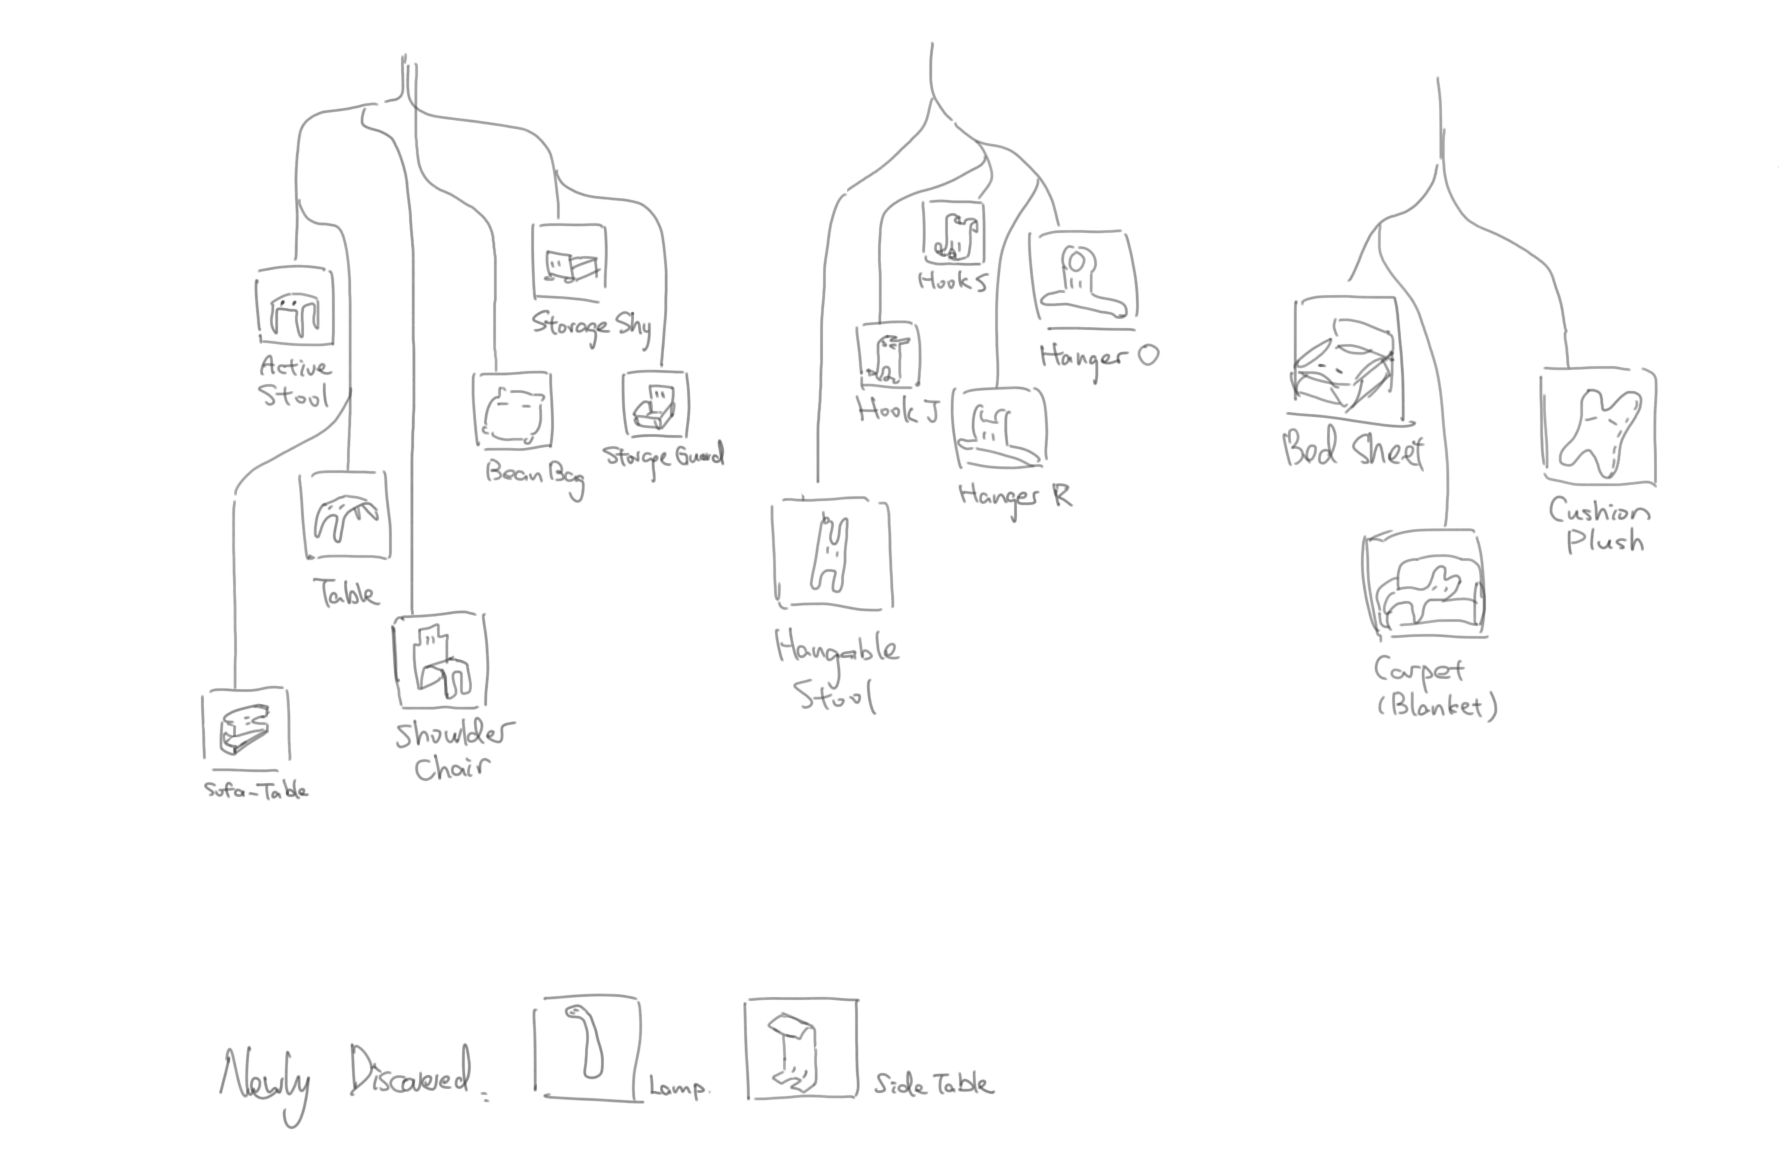 Active
Stool
Storage Shy
Bean Bag
Storage Guard
Table
Shoulder
Chair
Sofa-Table
Hook S
Hanger O
Hook J
Hanger R
Hangable
Stool
Bed Sheet
Cushion
Plush
Carpet
(Blanket)
Newly Discovered:
Lamp.
Side Table